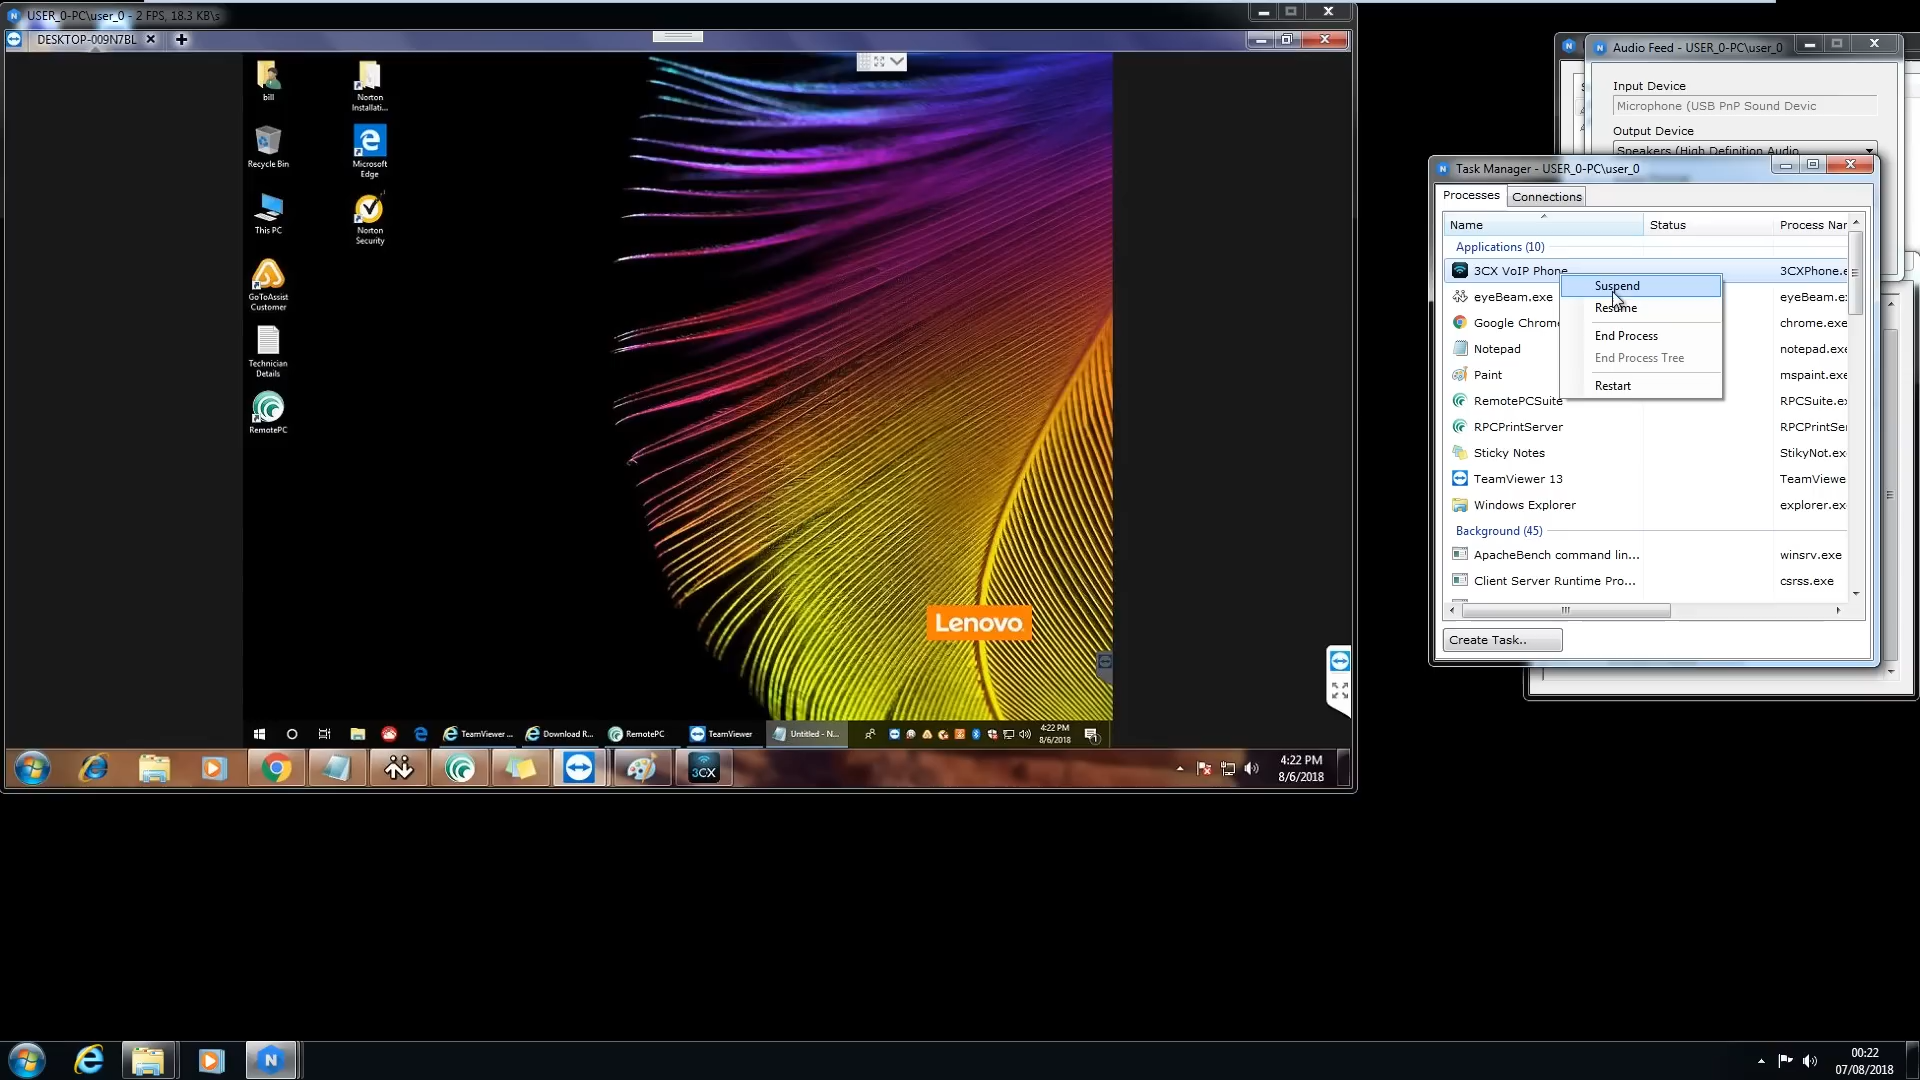 USER_0-PC\user_0 - 2 FPS, 18.3 KB\s
DESKTOP-009N7BL
bill
Norton
Installati...
Recycle Bin
Microsoft
Edge
This PC
Norton
Security
GoToAssist
Customer
Technician
Details
RemotePC
Lenovo
TeamViewer ...
Download R...
RemotePC
TeamViewer
Untitled - N...
4:22 PM
8/6/2018
3CX
4:22 PM
8/6/2018
Audio Feed - USER_0-PC\user_0
Input Device
Microphone (USB PnP Sound Devic
Output Device
Speakers (High Definition Audio
Task Manager - USER_0-PC\user_0
Processes
Connections
Name
Status
Process Nar
Applications (10)
3CX VoIP Phone
3CXPhone.e
eyeBeam.exe
eyeBeam.e:
Google Chrom
chrome.exe
Notepad
notepad.exe
Paint
mspaint.exe
RemotePCSuite
RPCSuite.ex
RPCPrintServer
RPCPrintSer
Sticky Notes
StikyNot.ex
TeamViewer 13
TeamViewe
Windows Explorer
explorer.ex
Background (45)
ApacheBench command lin...
winsrv.exe
Client Server Runtime Pro...
csrss.exe
Suspend
Resume
End Process
End Process Tree
Restart
Create Task..
N
00:22
07/08/2018